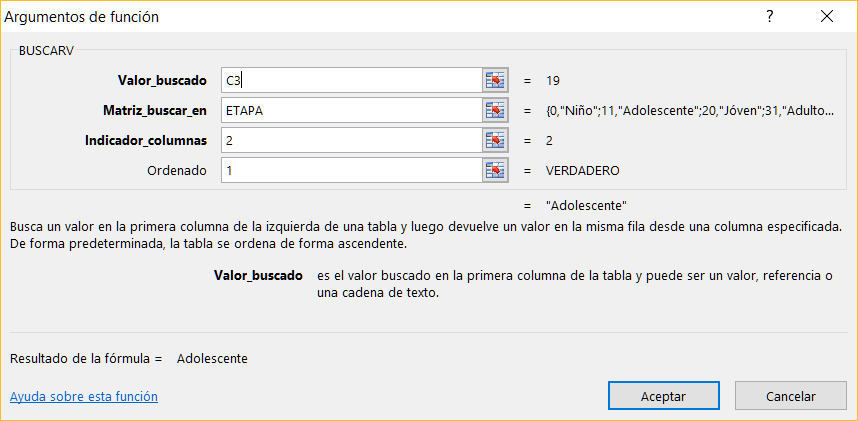 Argumentos de función
BUSCARV
Valor_buscado C3 = 19
Matriz_buscar_en ETAPA = {0,"Niño";11,"Adolescente";20,"Jóven";31,"Adulto...
Indicador_columnas 2 = 2
Ordenado 1 = VERDADERO
= "Adolescente"
Busca un valor en la primera columna de la izquierda de una tabla y luego devuelve un valor en la misma fila desde una columna especificada.
De forma predeterminada, la tabla se ordena de forma ascendente.
Valor_buscado es el valor buscado en la primera columna de la tabla y puede ser un valor, referencia o
una cadena de texto.
Resultado de la fórmula = Adolescente
Ayuda sobre esta función Aceptar Cancelar